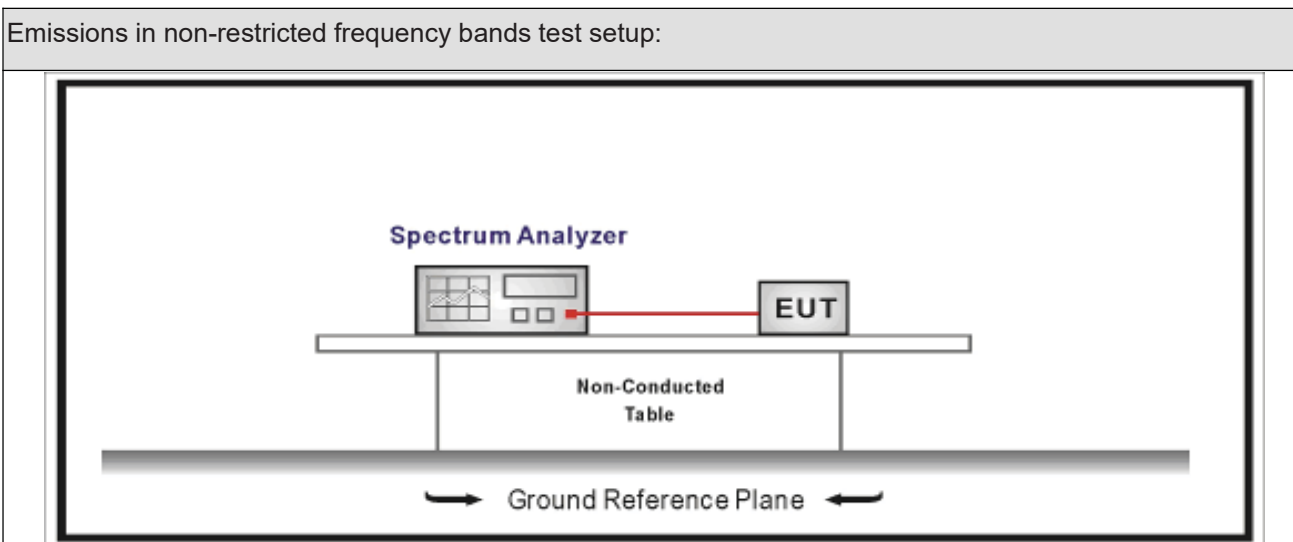 Emissions in non-restricted frequency bands test setup:
Spectrum Analyzer
EUT
Non-Conducted
Table
Ground Reference Plane